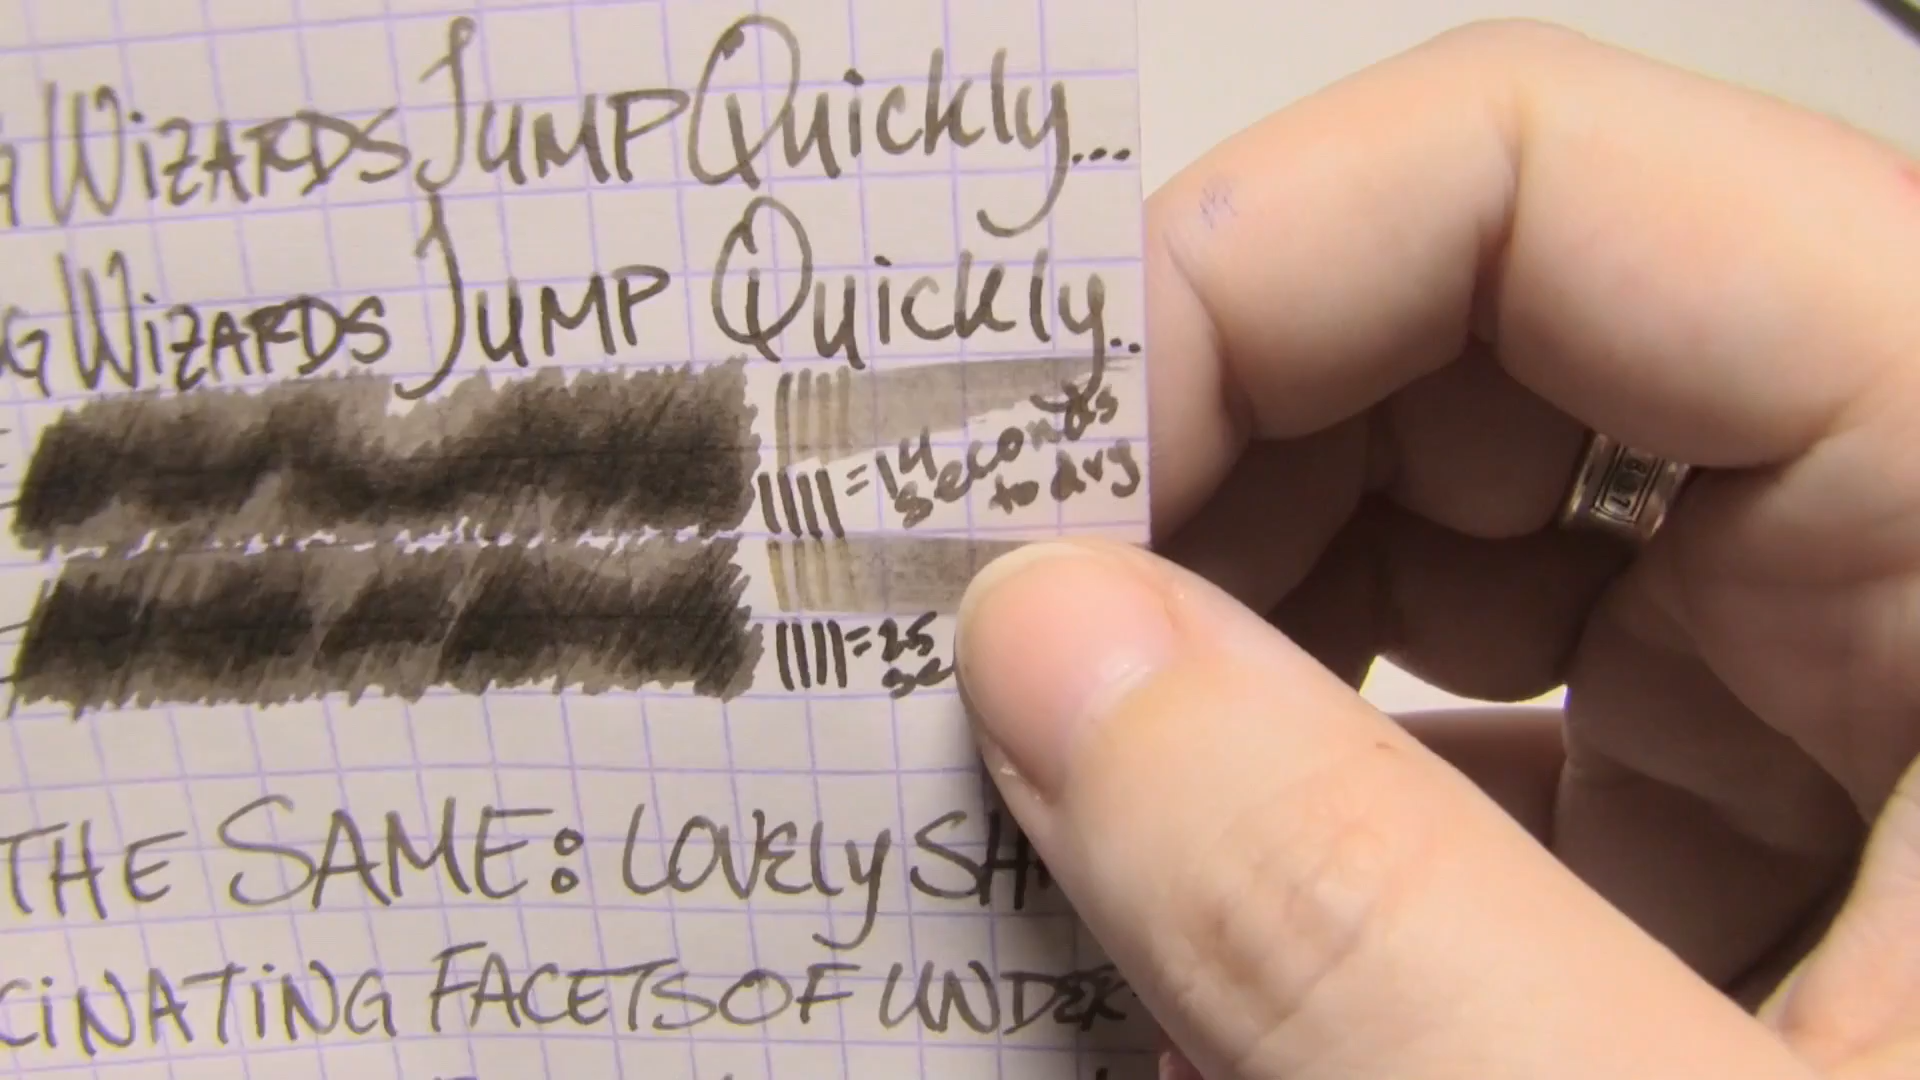 G WiZARDS JUMP Quickly...
G WiZARDS JUMP Quickly..
= 14 seconds
to dry
= 25
se
THE SAME: LOVELy SH
CiNATiNG FACETS OF UNDER-